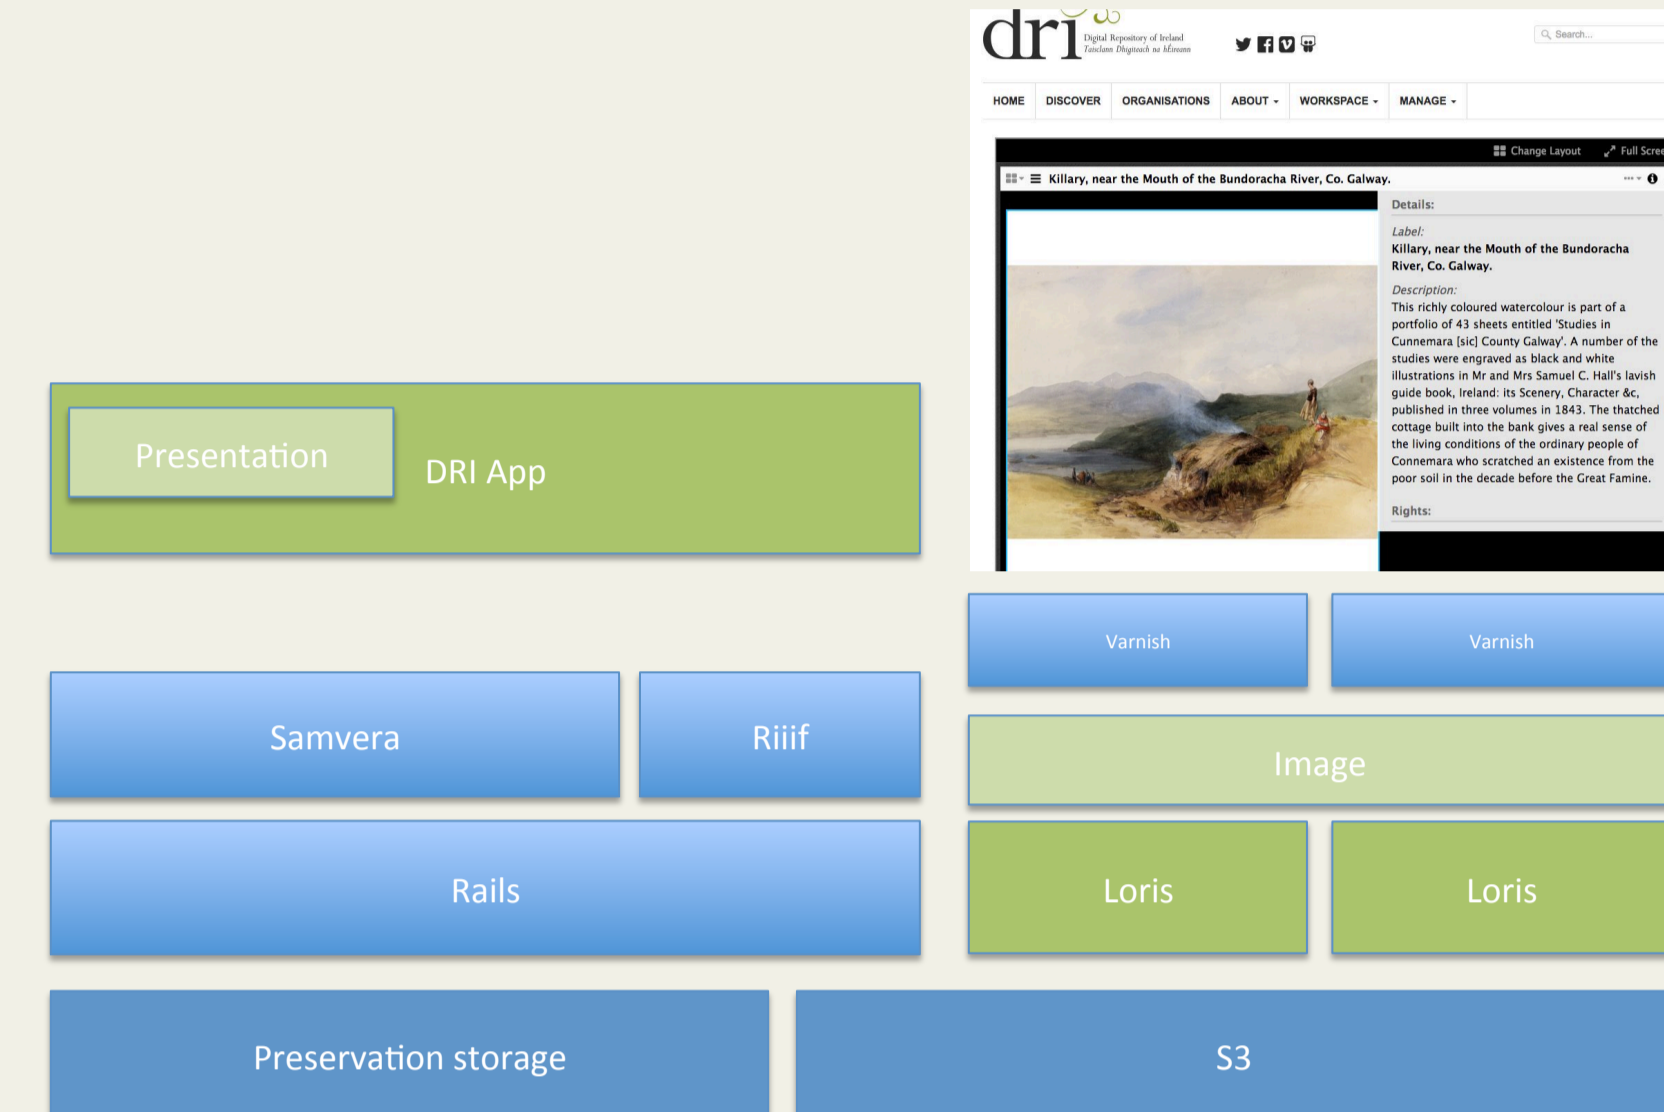 dri
Digital Repository of Ireland
Taisclann Dhigiteach na hÉireann
Search...
HOME DISCOVER ORGANISATIONS ABOUT WORKSPACE MANAGE
Change Layout Full Scree
Killary, near the Mouth of the Bundoracha River, Co. Galway.
Details:
Label:
Killary, near the Mouth of the Bundoracha
River, Co. Galway.
Description:
This richly coloured watercolour is part of a
portfolio of 43 sheets entitled 'Studies in
Cunnemara [sic] County Galway'. A number of the
studies were engraved as black and white
illustrations in Mr and Mrs Samuel C. Hall's lavish
guide book, Ireland: its Scenery, Character &c,
published in three volumes in 1843. The thatched
cottage built into the bank gives a real sense of
the living conditions of the ordinary people of
Connemara who scratched an existence from the
poor soil in the decade before the Great Famine.
Rights:
Presentation
DRI App
Varnish
Varnish
Samvera
Riiif
Image
Rails
Loris
Loris
Preservation storage
S3